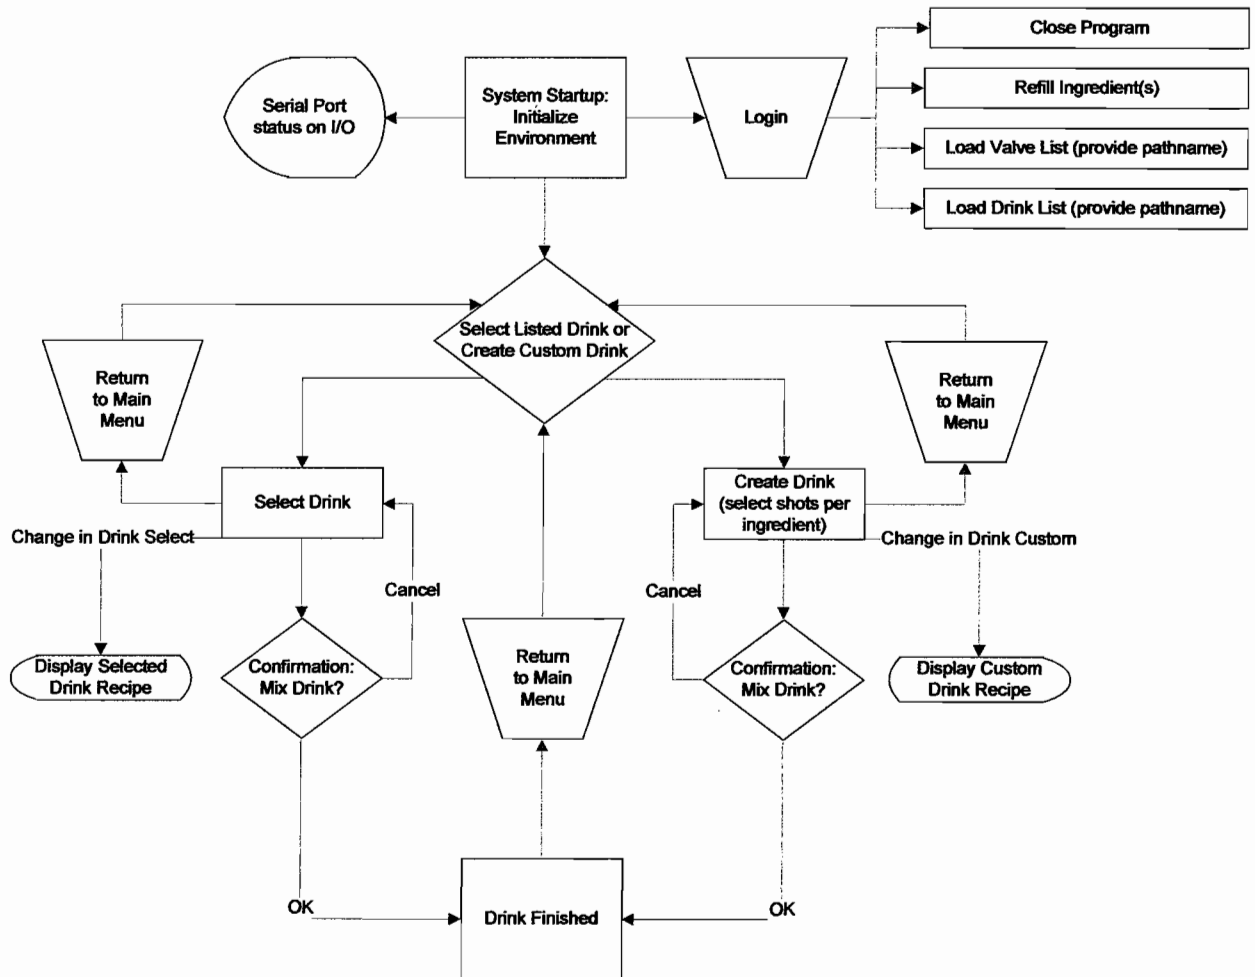 Close Program
Refill Ingredient(s)
Load Valve List (provide pathname)
Load Drink List (provide pathname)
Serial Port
status on I/O
System Startup:
Initialize
Environment
Login
Select Listed Drink or
Create Custom Drink
Return
to Main
Menu
Return
to Main
Menu
Select Drink
Create Drink
(select shots per
ingredient)
Change in Drink Select
Change in Drink Custom
Cancel
Cancel
Display Selected
Drink Recipe
Confirmation:
Mix Drink?
Return
to Main
Menu
Confirmation:
Mix Drink?
Display Custom
Drink Recipe
OK
Drink Finished
OK